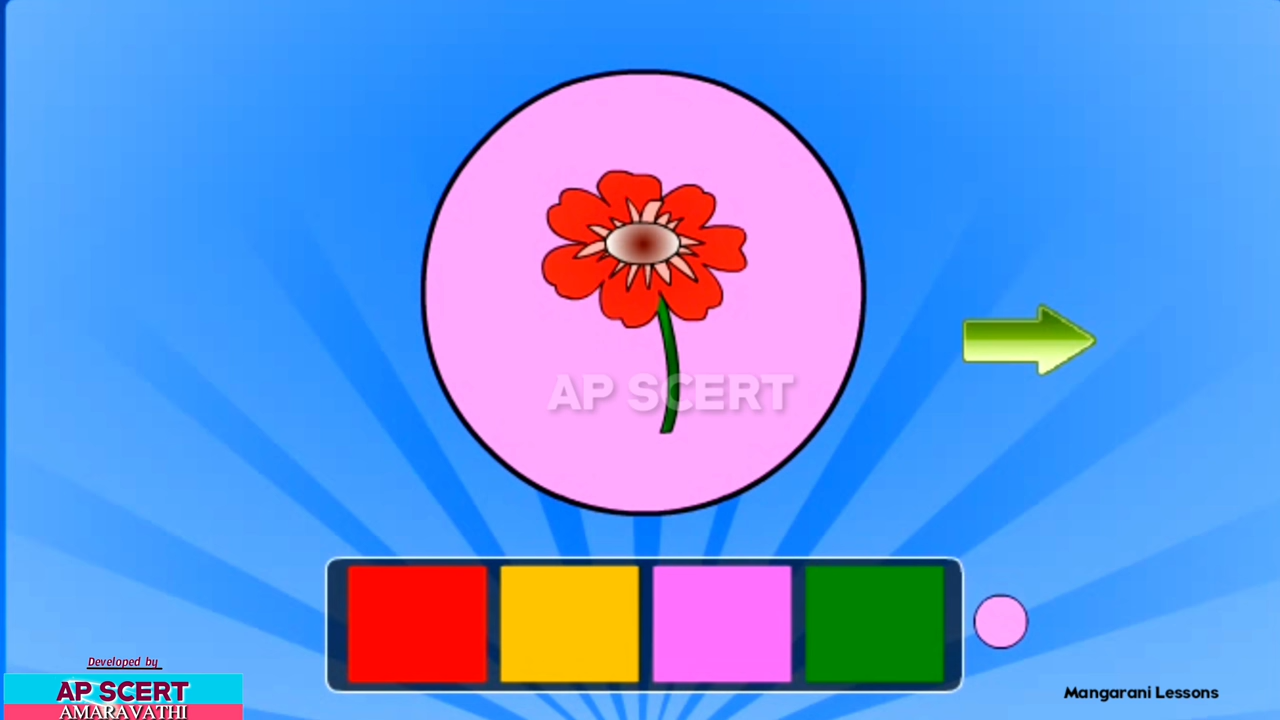 AP SCERT
Developed by
AP SCERT
AMARAVATHI
Mangarani Lessons